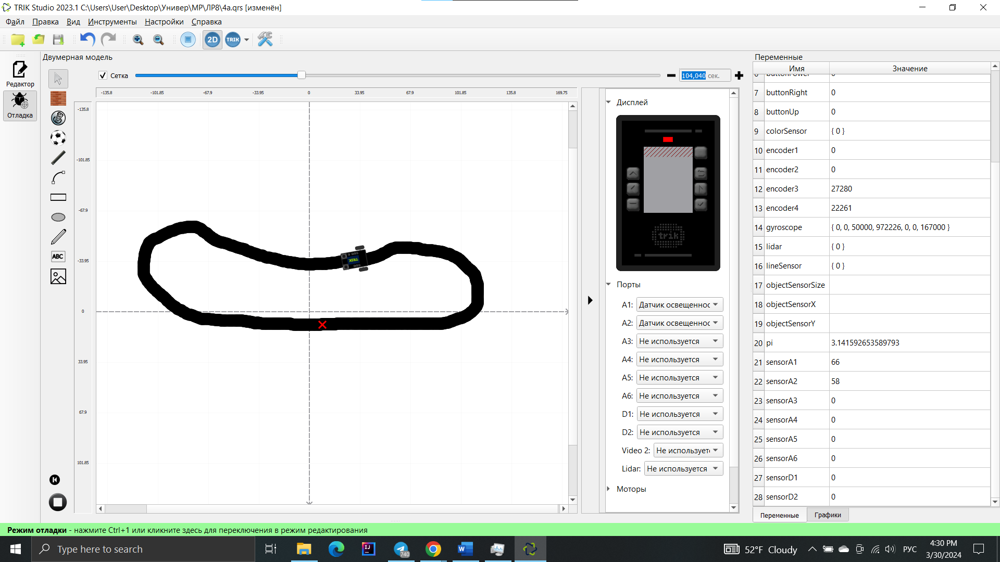 TRIK Studio 2023.1 C:\Users\User\Desktop\Универ\МР\ЛР8\4a.qrs [изменён]
Файл Правка Вид Инструменты Настройки Справка
2D TRIK
Двумерная модель
Редактор
Отладка
ABC
Сетка
104,040 сек.
-135.8 -101.85 -67.9 -33.95 0 33.95 67.9 101.85 135.8 169.75
-135.8
-101.85
-67.9
-33.95
0
33.95
67.9
101.85
TRIK
Дисплей
trik
Порты
A1: Датчик освещеннос
A2: Датчик освещеннос
A3: Не используется
A4: Не используется
A5: Не используется
A6: Не используется
D1: Не используется
D2: Не используется
Video 2: Не используетс
Lidar: Не используется
Моторы
Переменные
Имя Значение
6 buttonPower 0
7 buttonRight 0
8 buttonUp 0
9 colorSensor { 0 }
10 encoder1 0
11 encoder2 0
12 encoder3 27280
13 encoder4 22261
14 gyroscope { 0, 0, 50000, 972226, 0, 0, 167000 }
15 lidar { 0 }
16 lineSensor { 0 }
17 objectSensorSize
18 objectSensorX
19 objectSensorY
20 pi 3.141592653589793
21 sensorA1 66
22 sensorA2 58
23 sensorA3 0
24 sensorA4 0
25 sensorA5 0
26 sensorA6 0
27 sensorD1 0
28 sensorD2 0
Переменные Графики
Режим отладки - нажмите Ctrl+1 или кликните здесь для переключения в режим редактирования
Type here to search
IJ
740
W
52°F Cloudy
РУС
4:30 PM
3/30/2024